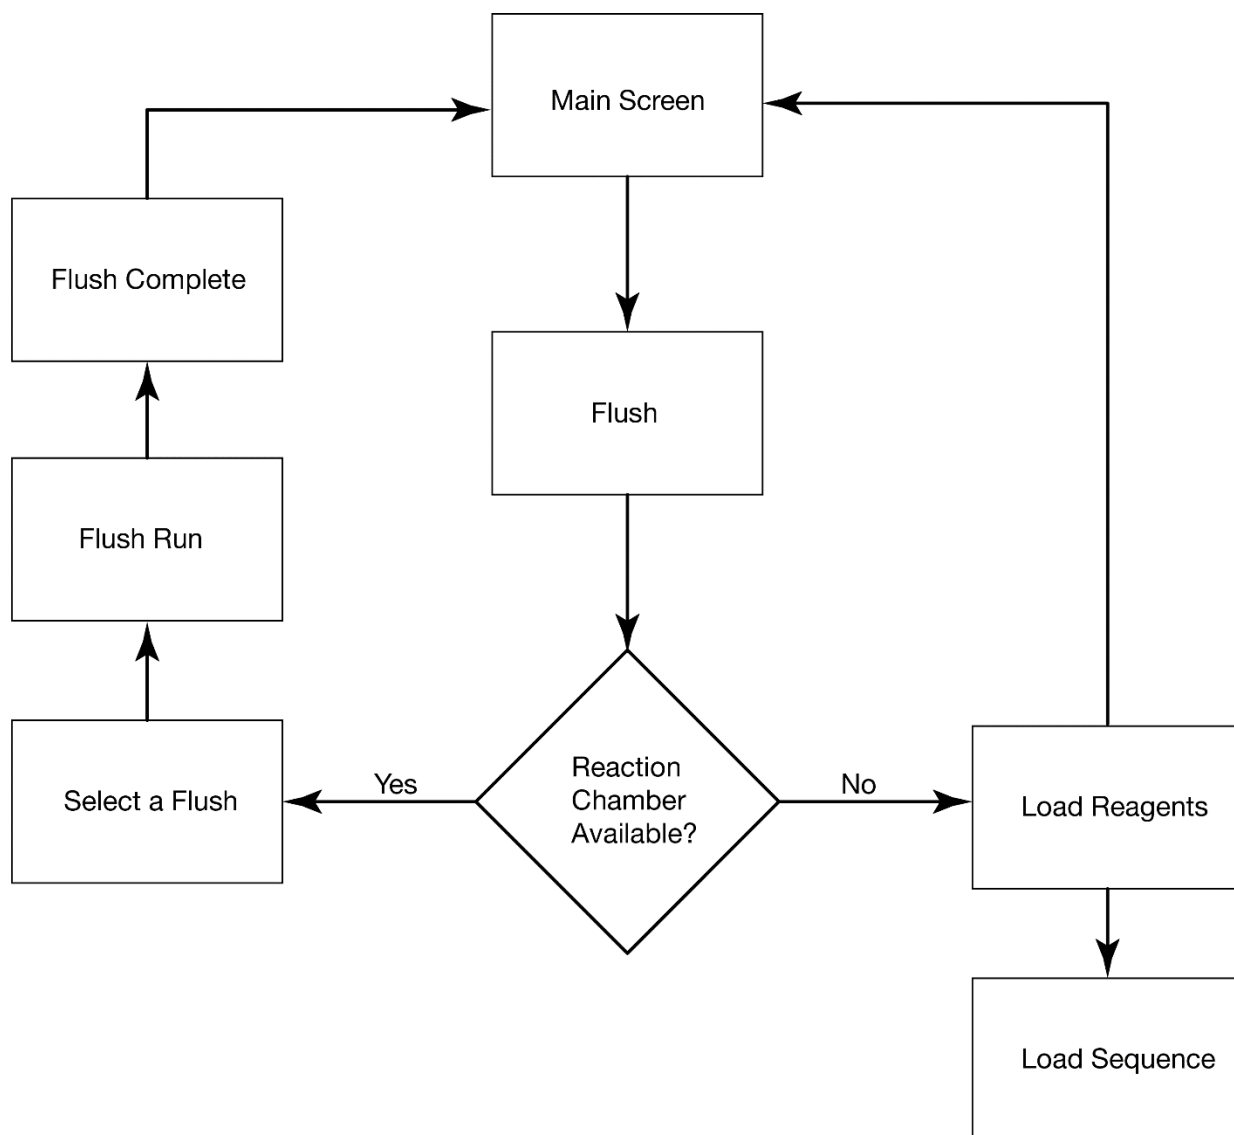 Main Screen
Flush Complete
Flush
Flush Run
Select a Flush
Yes
Reaction
Chamber
Available?
No
Load Reagents
Load Sequence